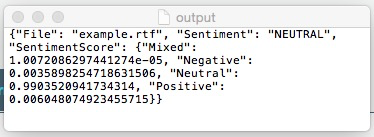 output
{"File": "example.rtf", "Sentiment": "NEUTRAL",
"SentimentScore": {"Mixed":
1.0072086297441274e-05, "Negative":
0.0035898254718631506, "Neutral":
0.9903520941734314, "Positive":
0.006048074923455715}}